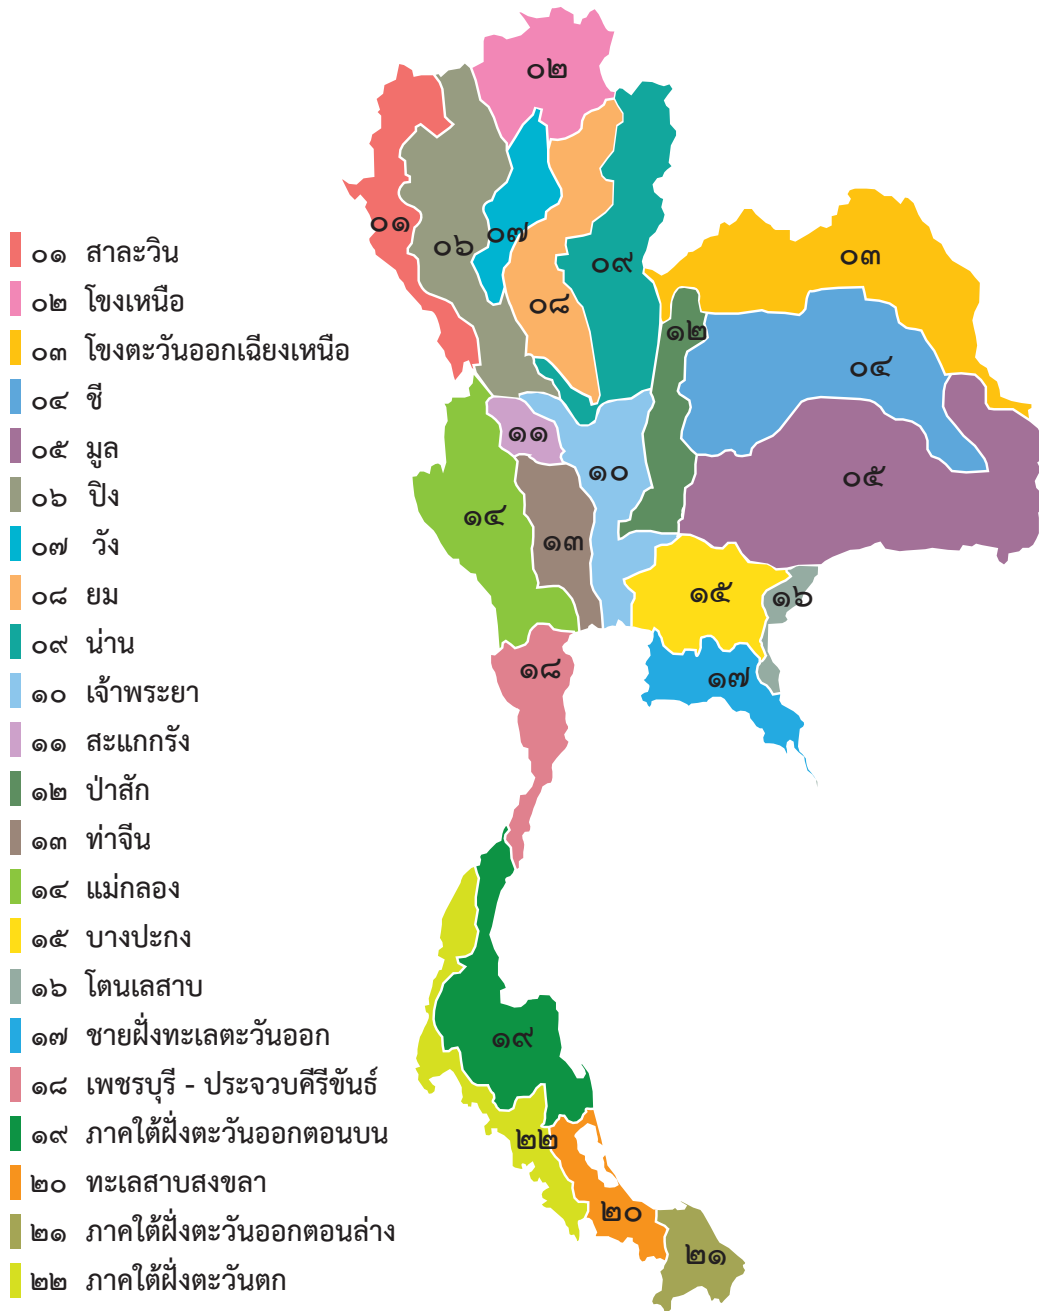 ๐๒
๐๑
๐๗
๐๖
๐๓
๐๙
๐๘
๑๒
๐๔
๑๑
๑๐
๐๕
๑๔
๑๓
๑๕
๑๖
๑๘
๑๗
๑๙
๒๒
๒๐
๒๑
๐๑ สาละวิน
๐๒ โขงเหนือ
๐๓ โขงตะวันออกเฉียงเหนือ
๐๔ ชี
๐๕ มูล
๐๖ ปิง
๐๗ วัง
๐๘ ยม
๐๙ น่าน
๑๐ เจ้าพระยา
๑๑ สะแกกรัง
๑๒ ป่าสัก
๑๓ ท่าจีน
๑๔ แม่กลอง
๑๕ บางปะกง
๑๖ โตนเลสาบ
๑๗ ชายฝั่งทะเลตะวันออก
๑๘ เพชรบุรี - ประจวบคีรีขันธ์
๑๙ ภาคใต้ฝั่งตะวันออกตอนบน
๒๐ ทะเลสาบสงขลา
๒๑ ภาคใต้ฝั่งตะวันออกตอนล่าง
๒๒ ภาคใต้ฝั่งตะวันตก